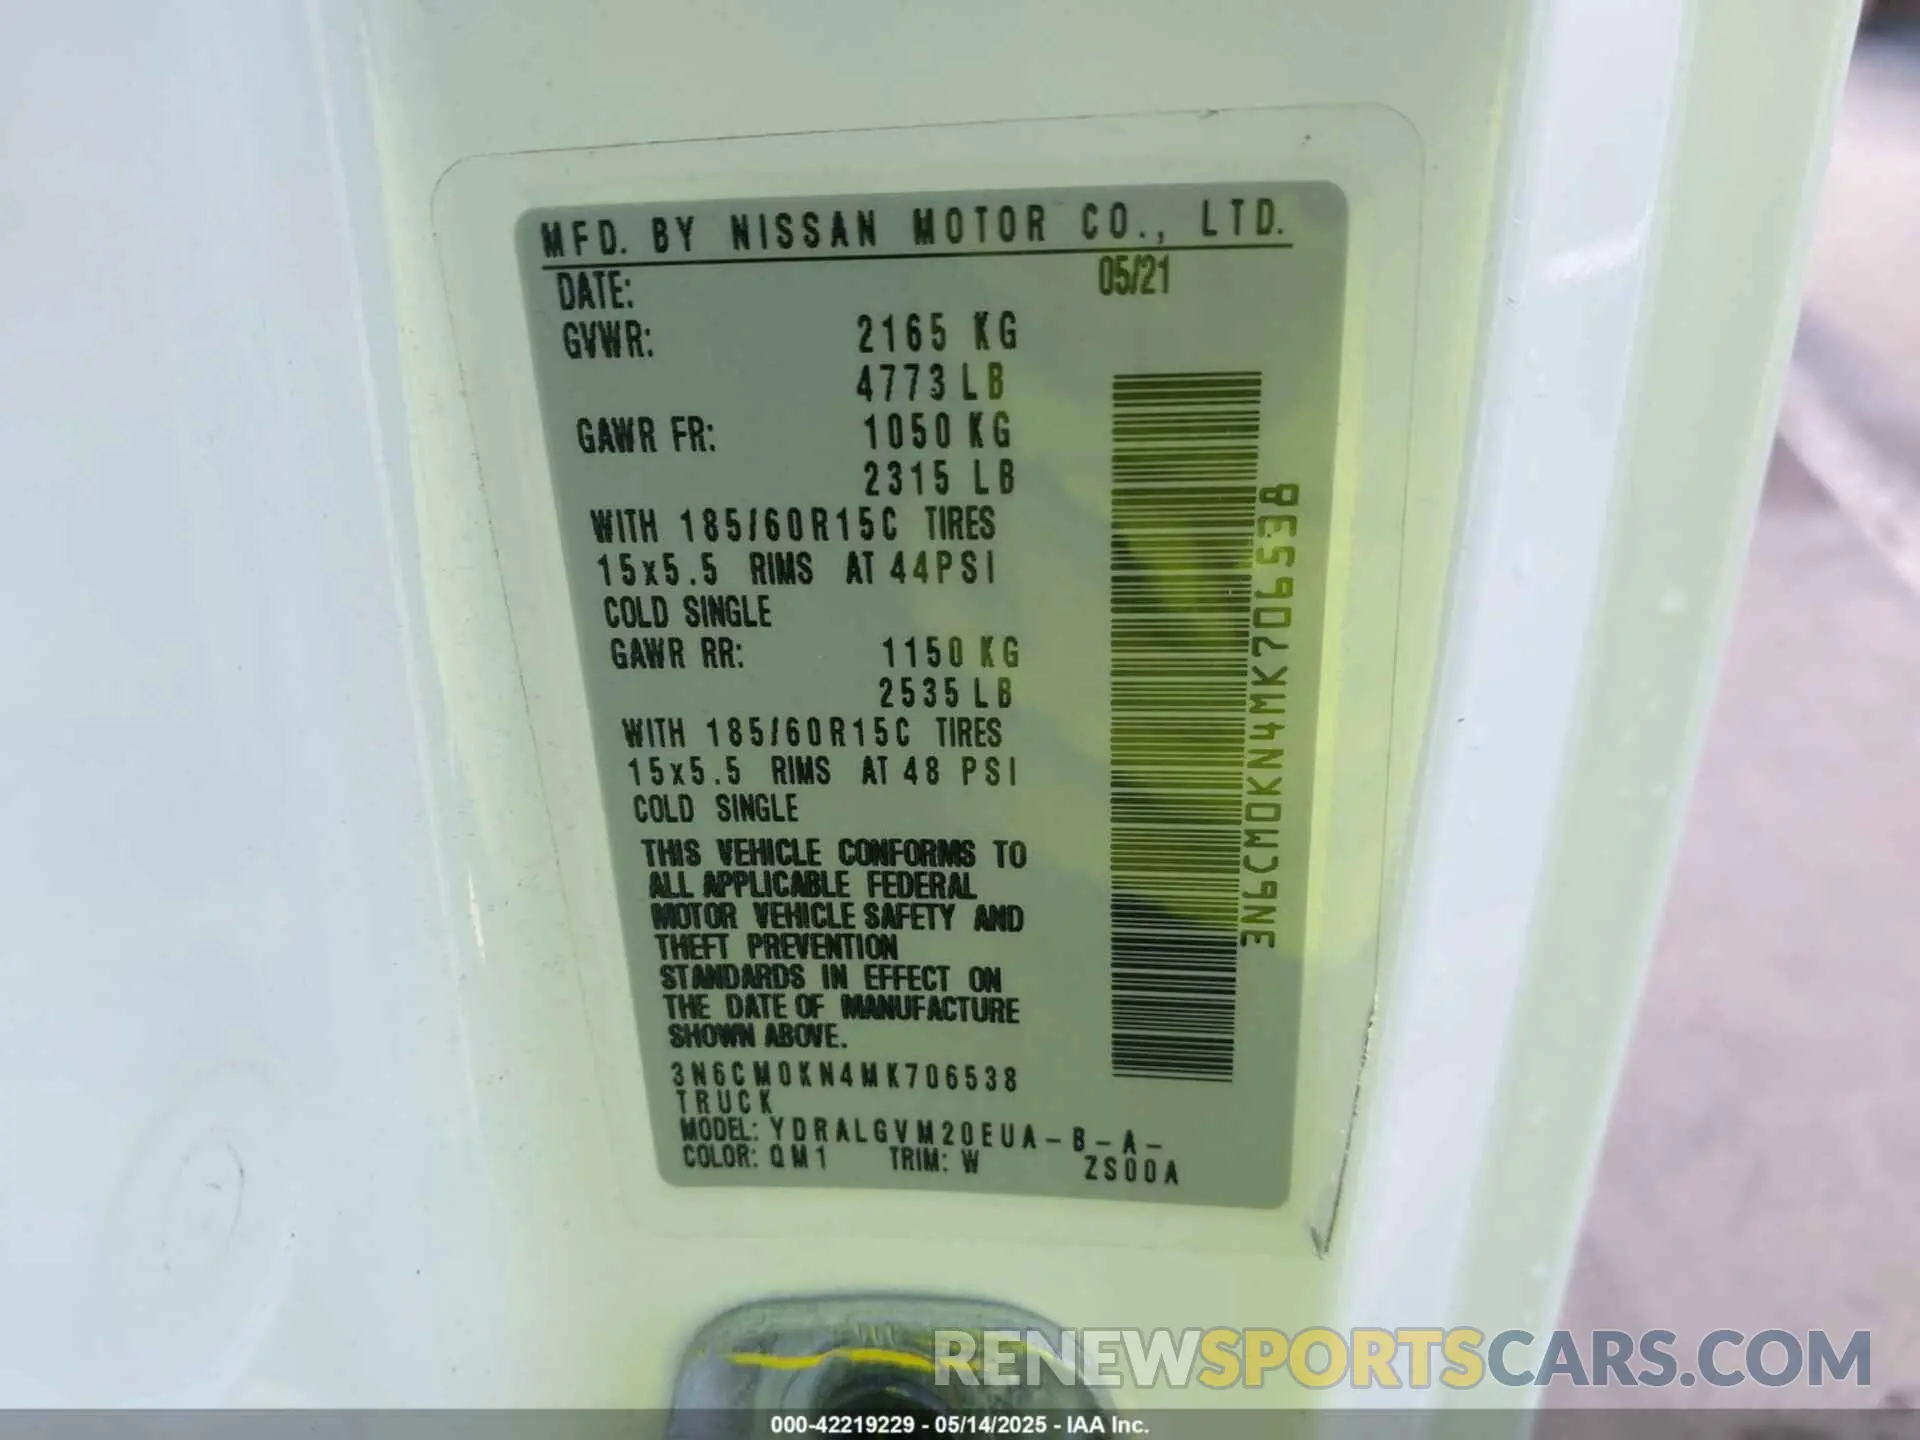 MFD. BY NISSAN MOTOR CO., LTD.
DATE: 05/21
GVWR: 2165 KG
4773 LB
GAWR FR: 1050 KG
2315 LB
WITH 185/60R15C TIRES
15x5.5 RIMS AT 44PSI
COLD SINGLE
GAWR RR: 1150 KG
2535 LB
WITH 185/60R15C TIRES
15x5.5 RIMS AT 48 PSI
COLD SINGLE
THIS VEHICLE CONFORMS TO
ALL APPLICABLE FEDERAL
MOTOR VEHICLE SAFETY AND
THEFT PREVENTION
STANDARDS IN EFFECT ON
THE DATE OF MANUFACTURE
SHOWN ABOVE.
3N6CM0KN4MK706538
TRUCK
MODEL: YDRALGVM20EUA-B-A-
COLOR: QM1 TRIM: W ZS00A
3N6CM0KN4MK706538
RENEWSPORTSCARS.COM
000-42219229 - 05/14/2025 - IAA Inc.